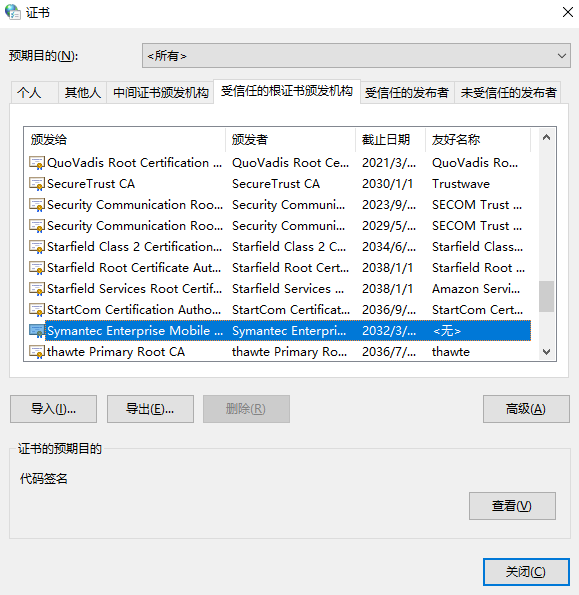 证书
预期目的(N):
<所有>
个人 其他人 中间证书颁发机构 受信任的根证书颁发机构 受信任的发布者 未受信任的发布者
颁发给 颁发者 截止日期 友好名称
QuoVadis Root Certification ... QuoVadis Root Ce... 2021/3/... QuoVadis Ro...
SecureTrust CA SecureTrust CA 2030/1/1 Trustwave
Security Communication Roo... Security Communi... 2023/9/... SECOM Trust ...
Security Communication Roo... Security Communi... 2029/5/... SECOM Trust ...
Starfield Class 2 Certification... Starfield Class 2 C... 2034/6/... Starfield Class...
Starfield Root Certificate Aut... Starfield Root Cert... 2038/1/1 Starfield Root ...
Starfield Services Root Certif... Starfield Services ... 2038/1/1 Amazon Servi...
StartCom Certification Autho... StartCom Certificat... 2036/9/... StartCom Cert...
Symantec Enterprise Mobile ... Symantec Enterpri... 2032/3/... <无>
thawte Primary Root CA thawte Primary Ro... 2036/7/... thawte
导入(I)... 导出(E)... 删除(R) 高级(A)
证书的预期目的
代码签名
查看(V)
关闭(C)